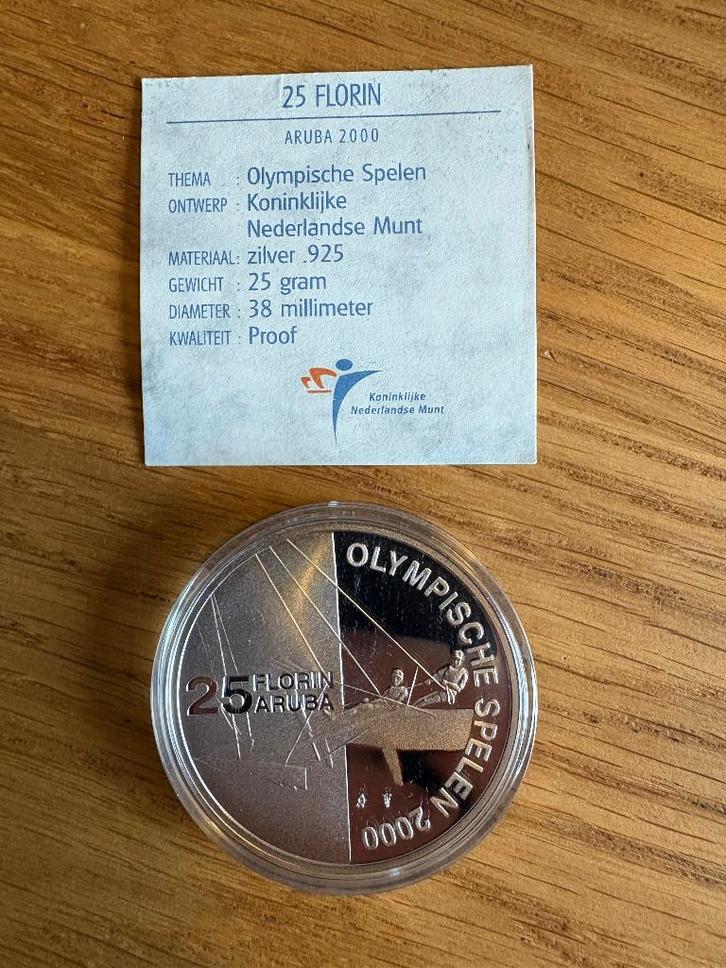 25 FLORIN
ARUBA 2000
THEMA : Olympische Spelen
ONTWERP : Koninklijke
Nederlandse Munt
MATERIAAL: zilver .925
GEWICHT : 25 gram
DIAMETER : 38 millimeter
KWALITEIT : Proof
Koninklijke
Nederlandse Munt
OLYMPISCHE SPELEN 2000
25 FLORIN
ARUBA